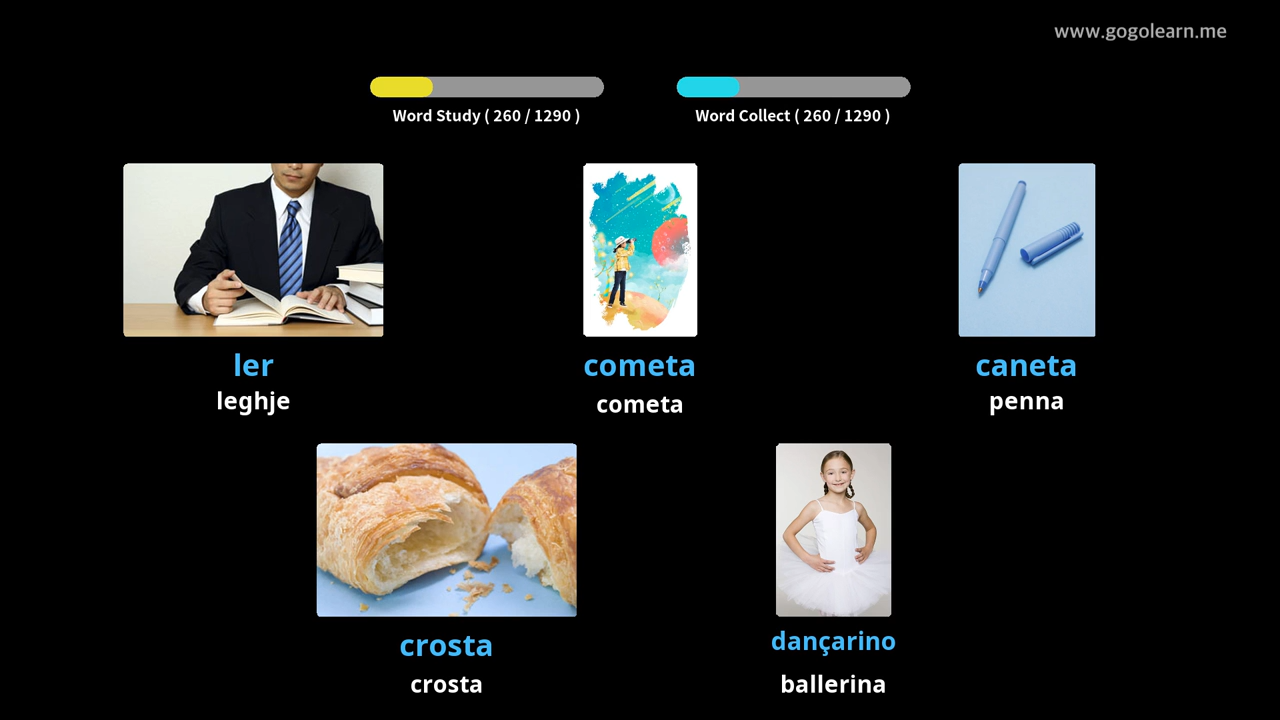 www.gogolearn.me
Word Study ( 260 / 1290 )
Word Collect ( 260 / 1290 )
ler
leghje
cometa
cometa
caneta
penna
crosta
crosta
dançarino
ballerina